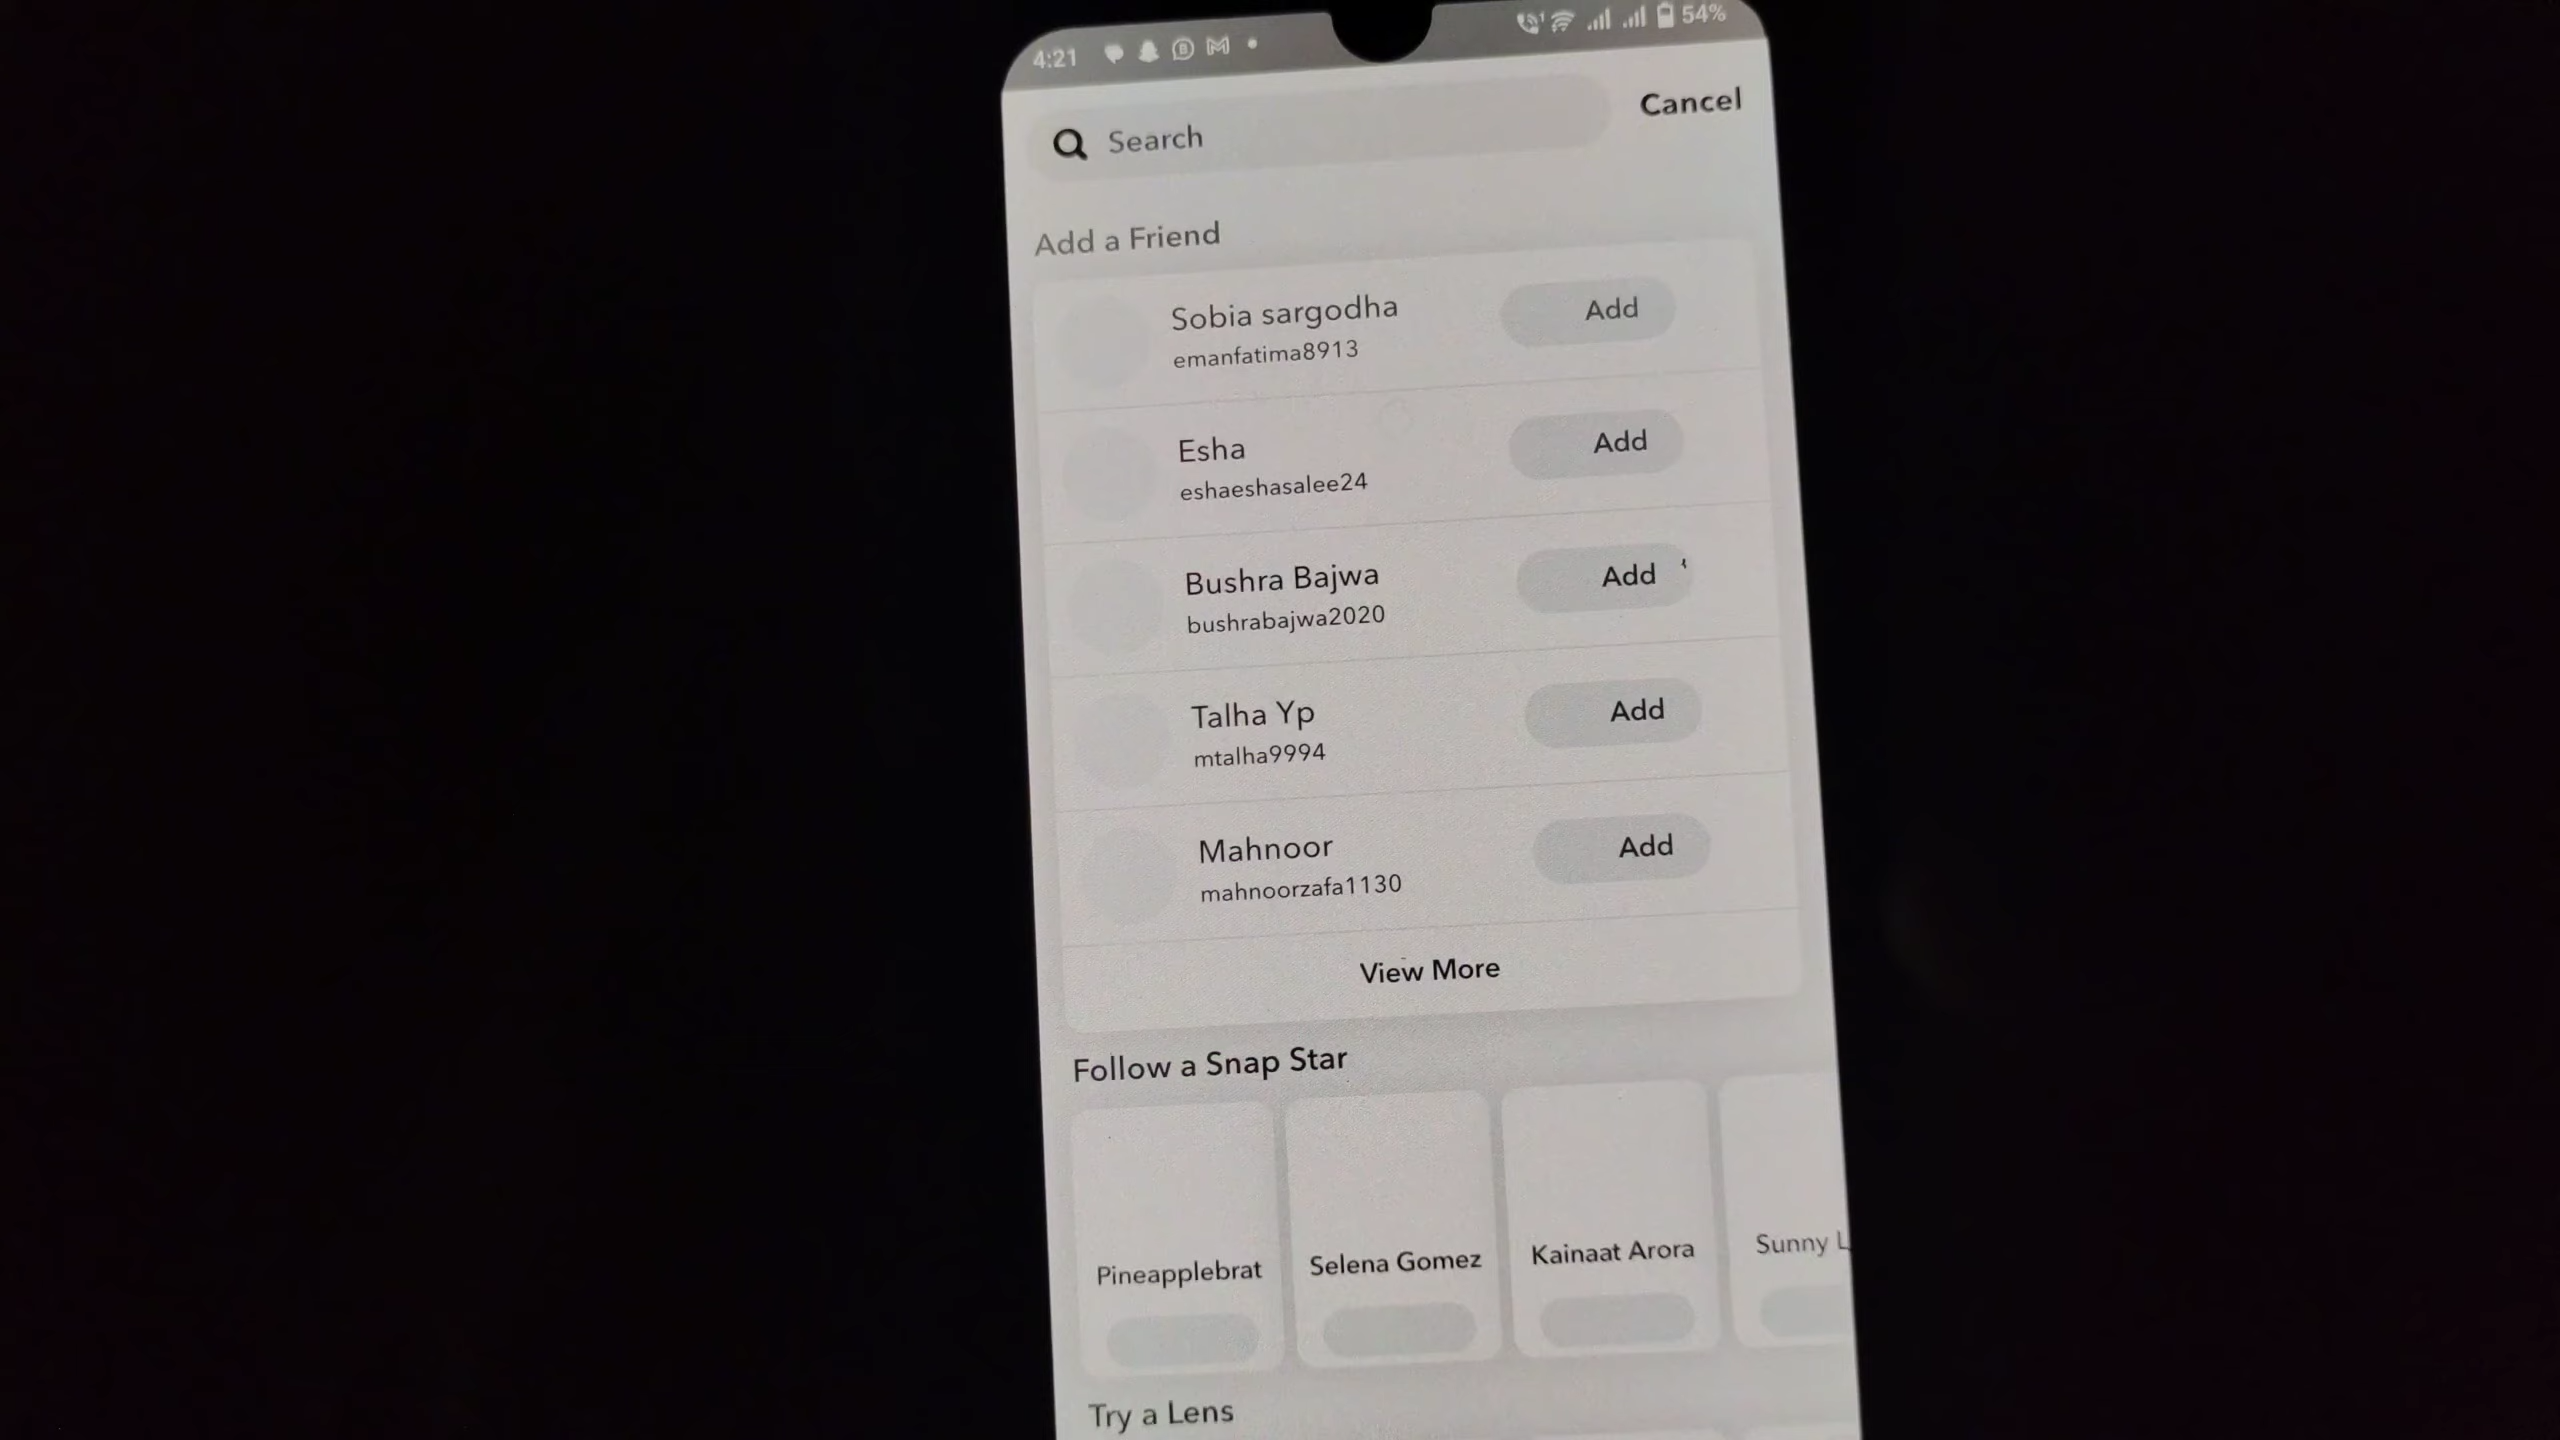 4:21
54%
Search
Cancel
Add a Friend
Sobia sargodha
emanfatima8913
Add
Esha
eshaeshasalee24
Add
Bushra Bajwa
bushrabajwa2020
Add
Talha Yp
mtalha9994
Add
Mahnoor
mahnoorzafa1130
Add
View More
Follow a Snap Star
Pineapplebrat
Selena Gomez
Kainaat Arora
Sunny L
Try a Lens